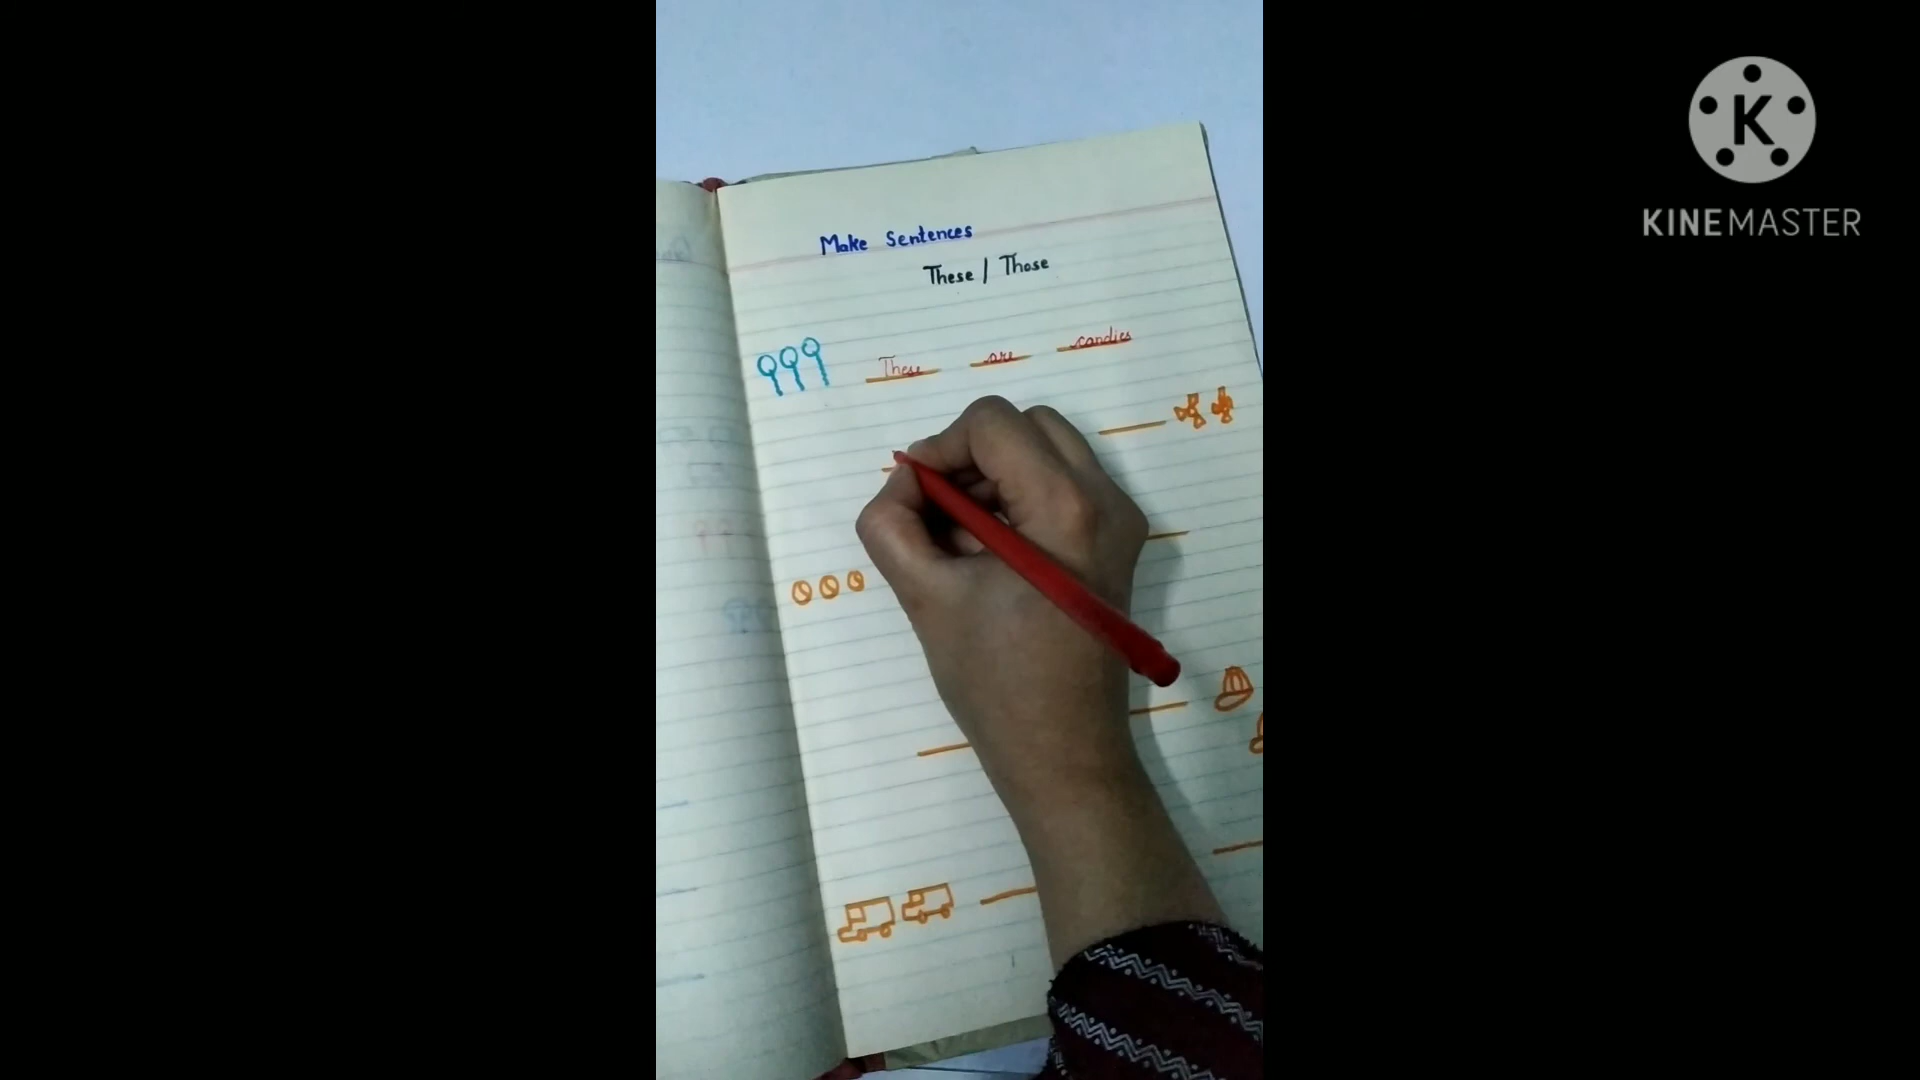 Make Sentences
These / Those
These are candies
K
KINEMASTER